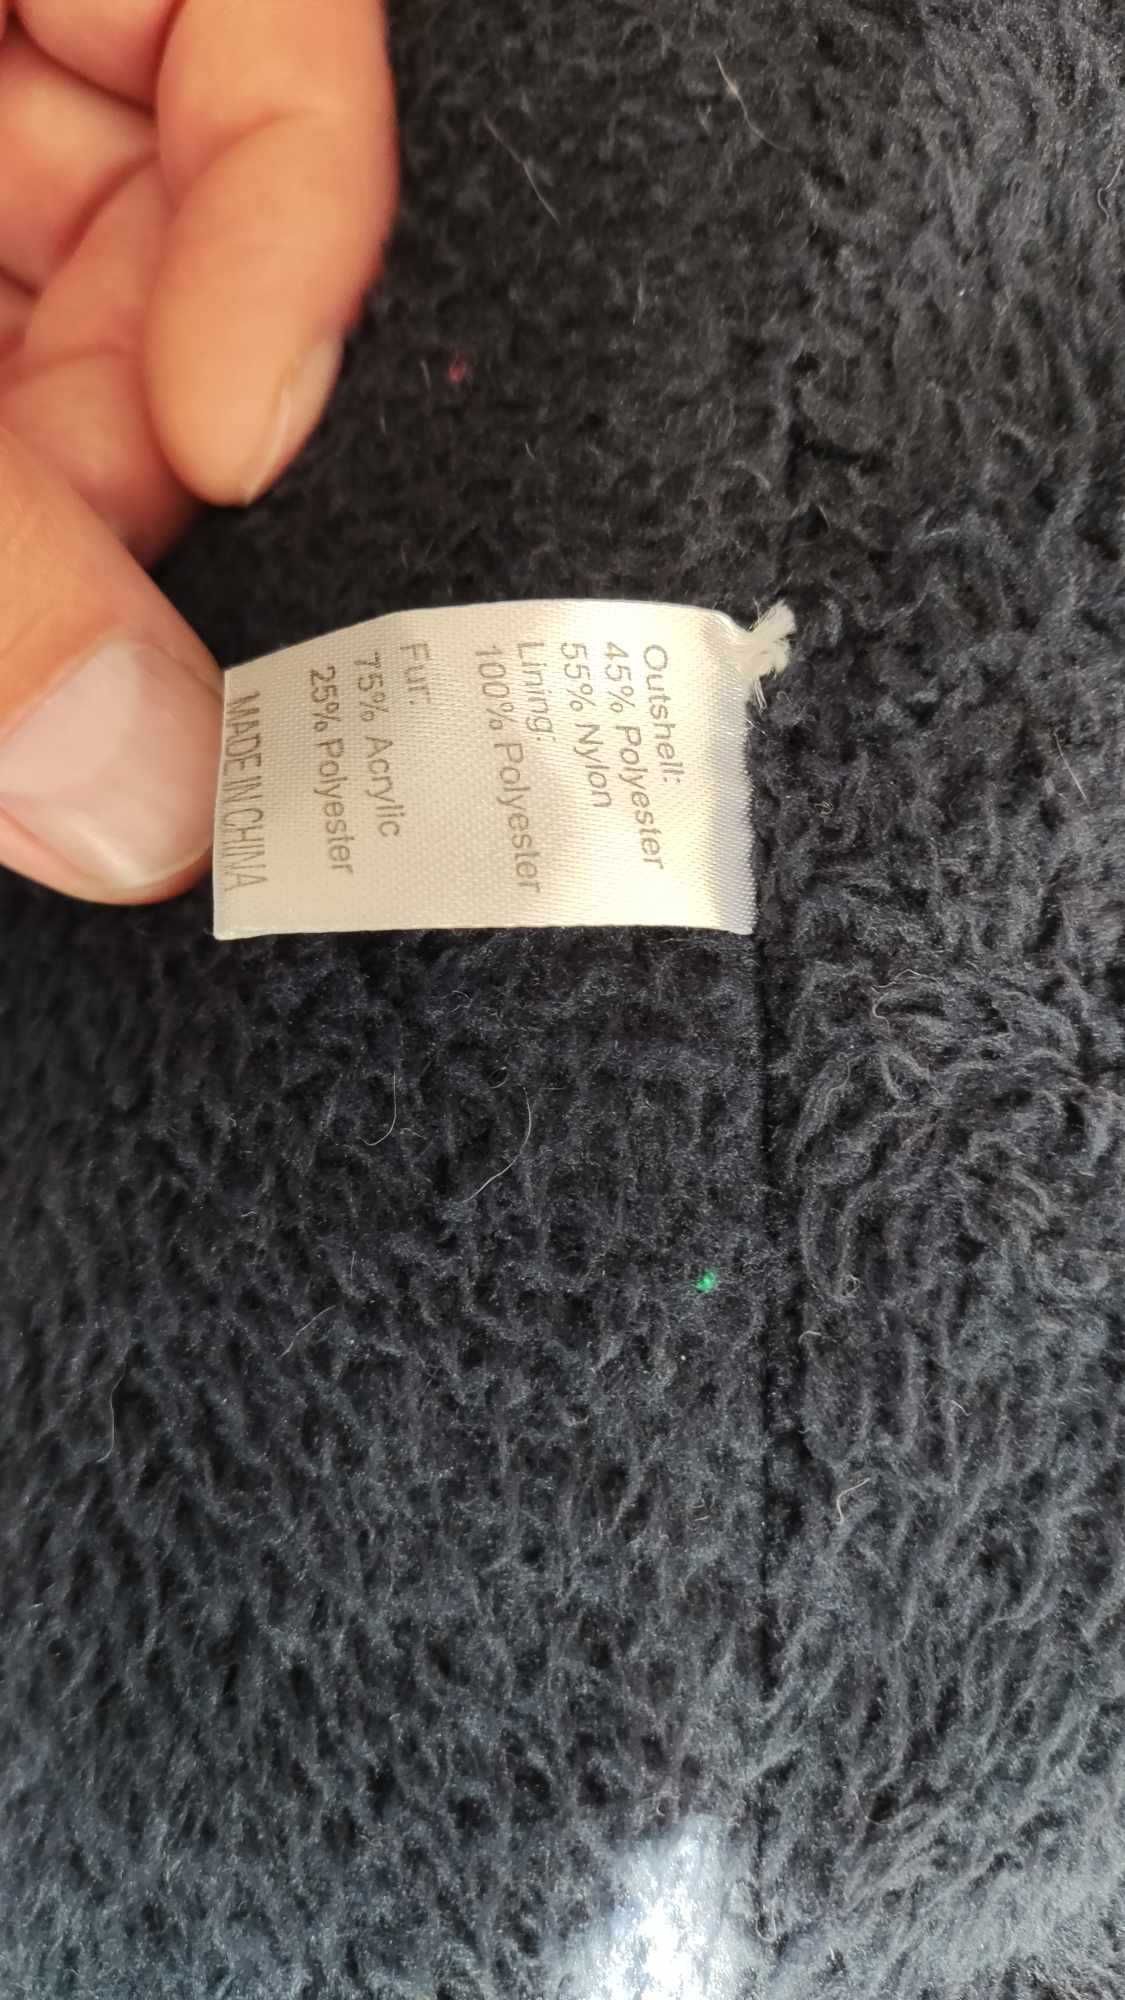 Outshell:
45% Polyester
55% Nylon
Lining:
100% Polyester
Fur:
75% Acrylic
25% Polyester
MADE IN CHINA